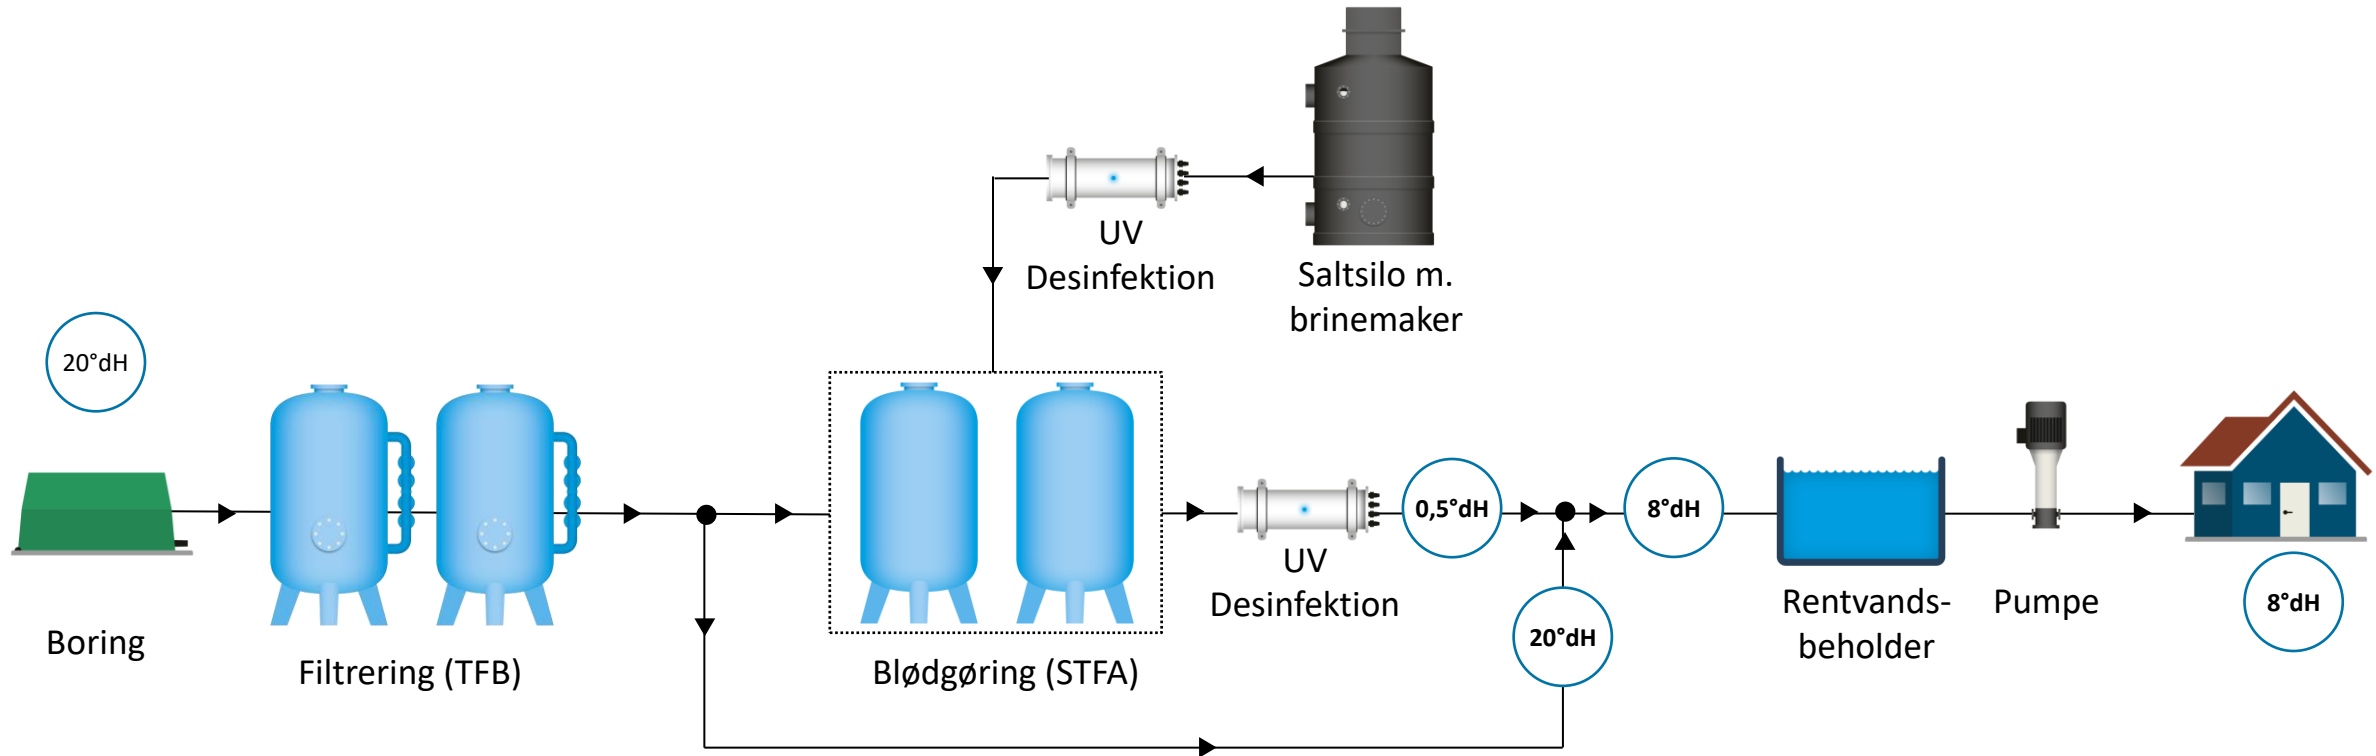 UV
Desinfektion
Saltsilo m.
brinemaker
20°dH
Boring
Filtrering (TFB)
Blødgøring (STFA)
UV
Desinfektion
0,5°dH
20°dH
8°dH
Rentvands-
beholder
Pumpe
8°dH